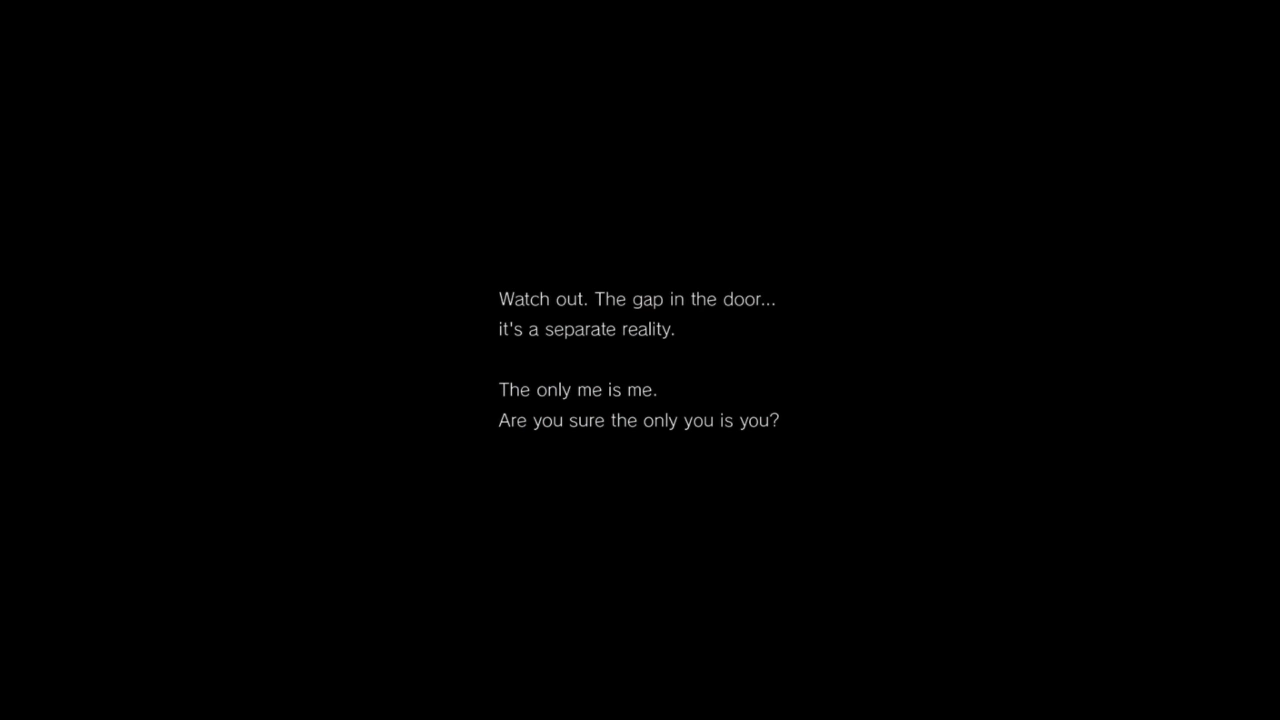 Watch out. The gap in the door...
it's a separate reality.
The only me is me.
Are you sure the only you is you?